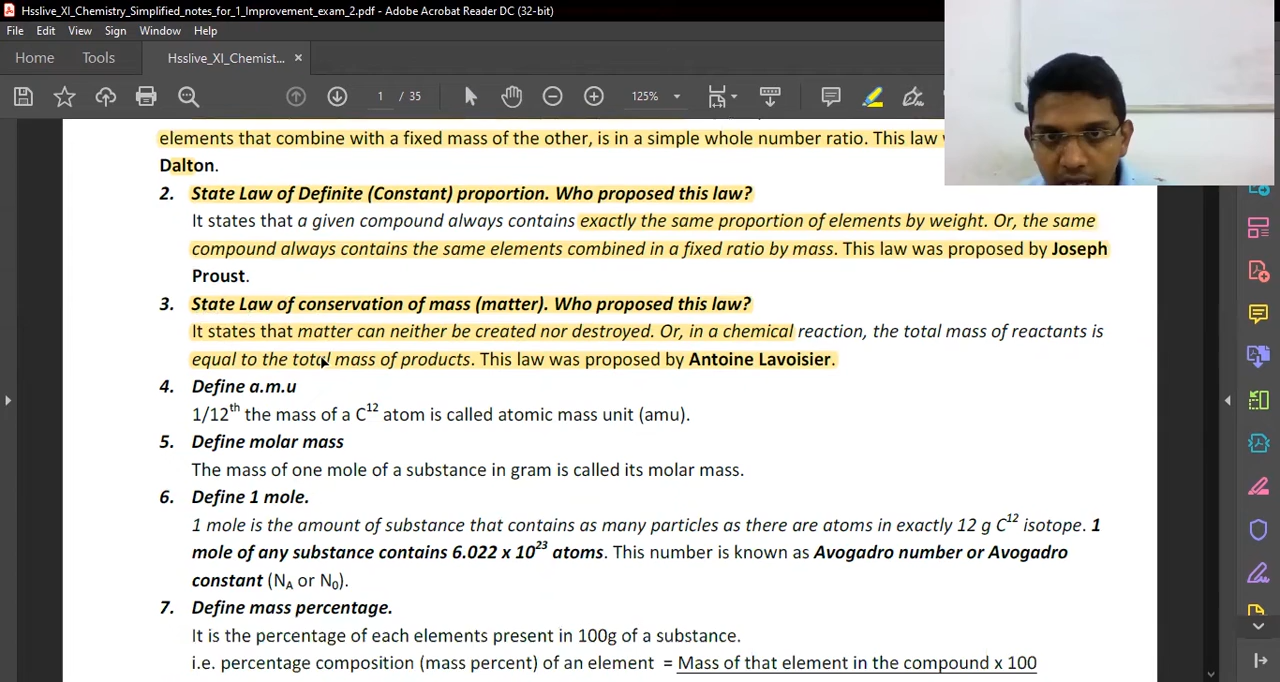 Hsslive_XI_Chemistry_Simplified_notes_for_1_Improvement_exam_2.pdf - Adobe Acrobat Reader DC (32-bit)
File Edit View Sign Window Help
Home Tools Hsslive_XI_Chemist... ×
1 / 35 125%
elements that combine with a fixed mass of the other, is in a simple whole number ratio. This law
Dalton.
2. State Law of Definite (Constant) proportion. Who proposed this law?
It states that a given compound always contains exactly the same proportion of elements by weight. Or, the same
compound always contains the same elements combined in a fixed ratio by mass. This law was proposed by Joseph
Proust.
3. State Law of conservation of mass (matter). Who proposed this law?
It states that matter can neither be created nor destroyed. Or, in a chemical reaction, the total mass of reactants is
equal to the total mass of products. This law was proposed by Antoine Lavoisier.
4. Define a.m.u
1/12th the mass of a C12 atom is called atomic mass unit (amu).
5. Define molar mass
The mass of one mole of a substance in gram is called its molar mass.
6. Define 1 mole.
1 mole is the amount of substance that contains as many particles as there are atoms in exactly 12 g C12 isotope. 1
mole of any substance contains 6.022 x 1023 atoms. This number is known as Avogadro number or Avogadro
constant (NA or N0).
7. Define mass percentage.
It is the percentage of each elements present in 100g of a substance.
i.e. percentage composition (mass percent) of an element = Mass of that element in the compound x 100